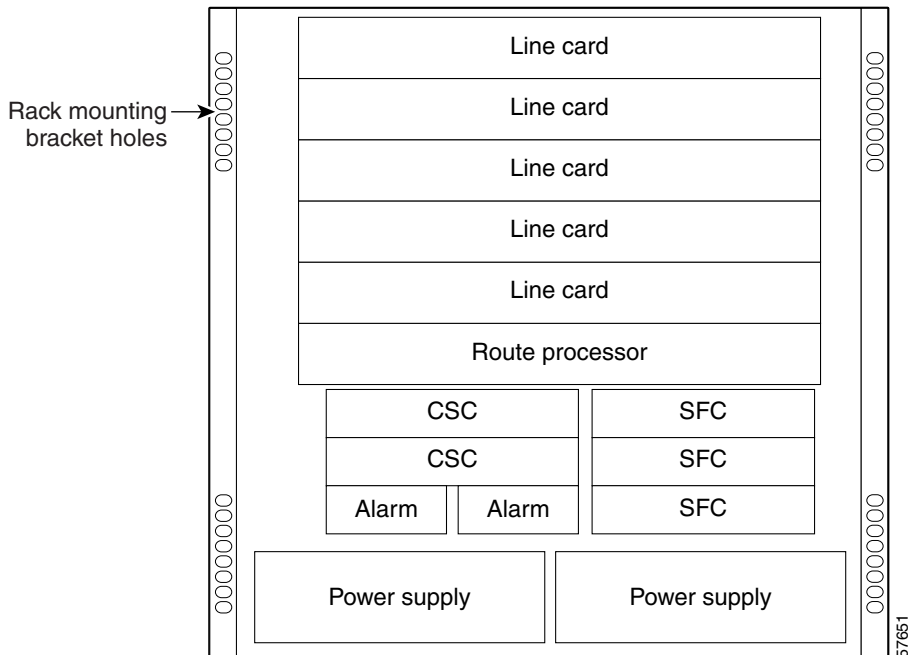 Line card
Rack mounting
bracket holes
Line card
Line card
Line card
Line card
Route processor
CSC
SFC
CSC
SFC
Alarm
Alarm
SFC
Power supply
Power supply
57651